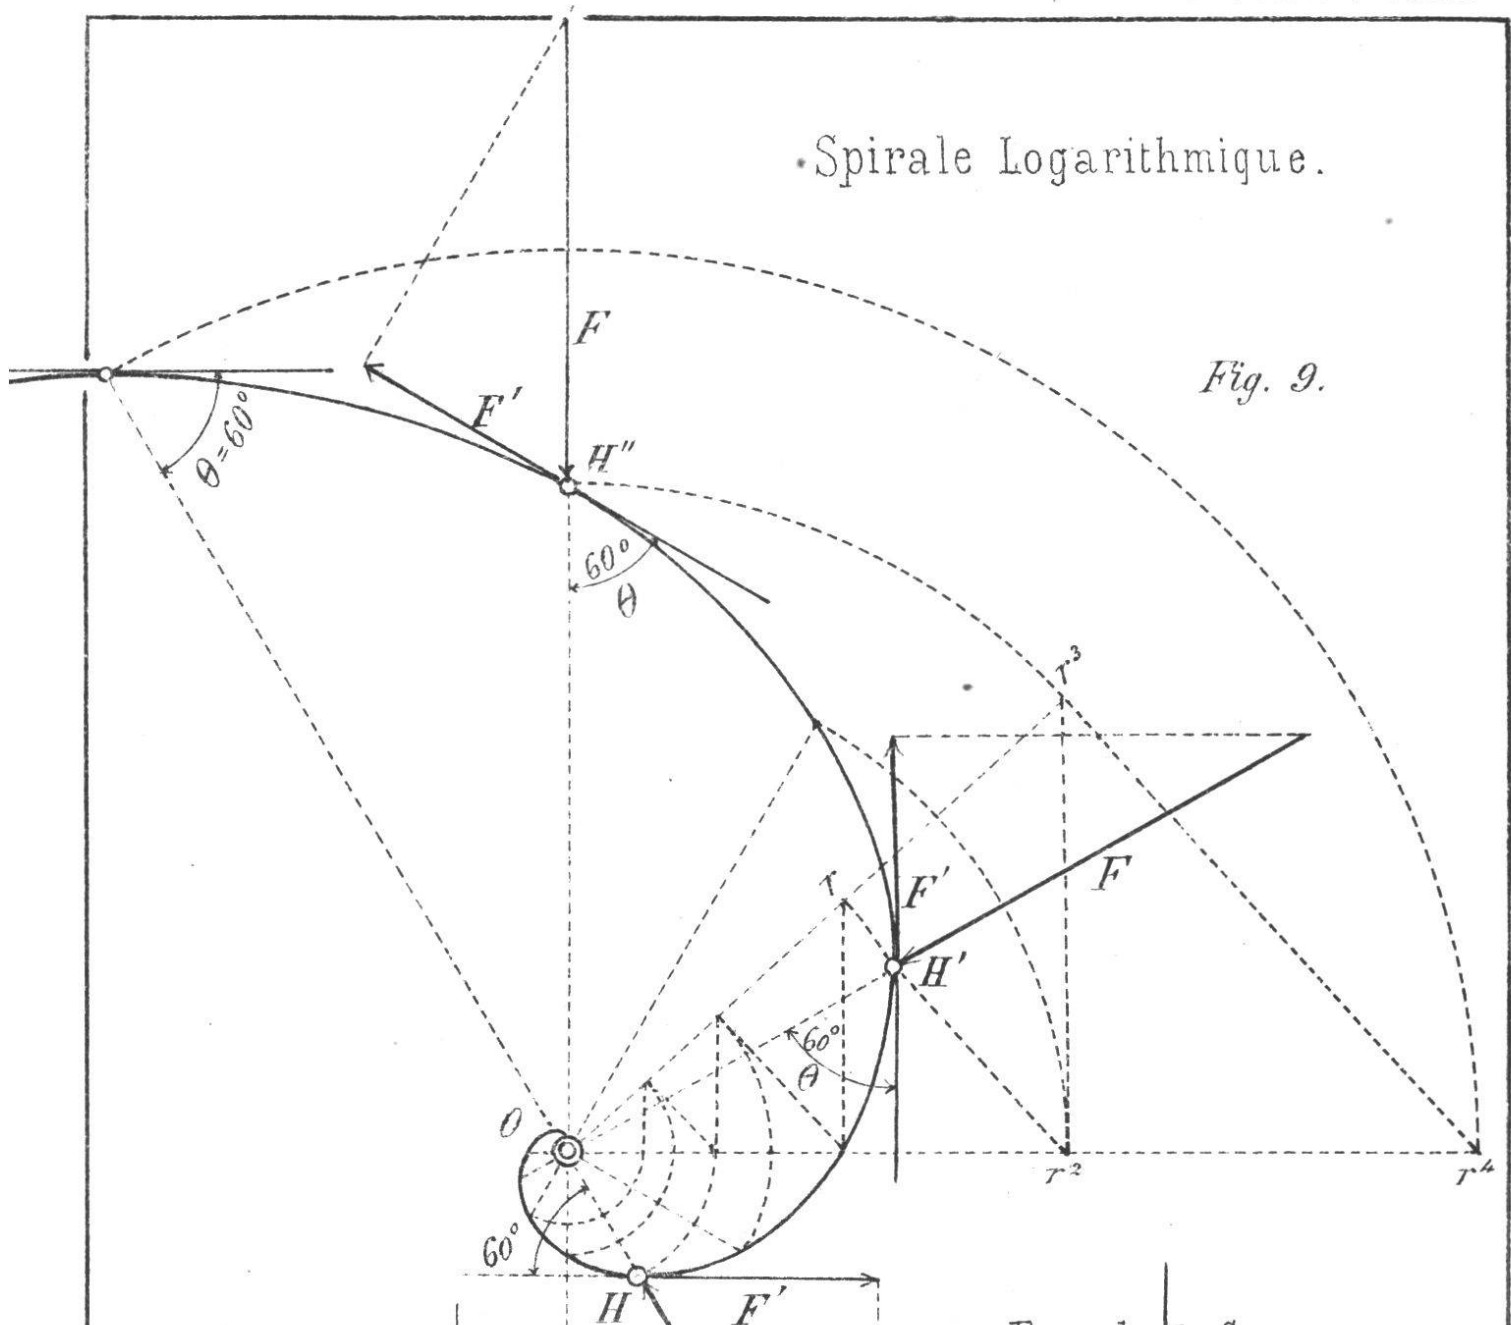 Spirale Logarithmique.
Fig. 9.
F
F'
H"
θ=60°
60°
θ
r³
F
r
F'
H'
60°
θ
O
r²
r⁴
60°
H
F'